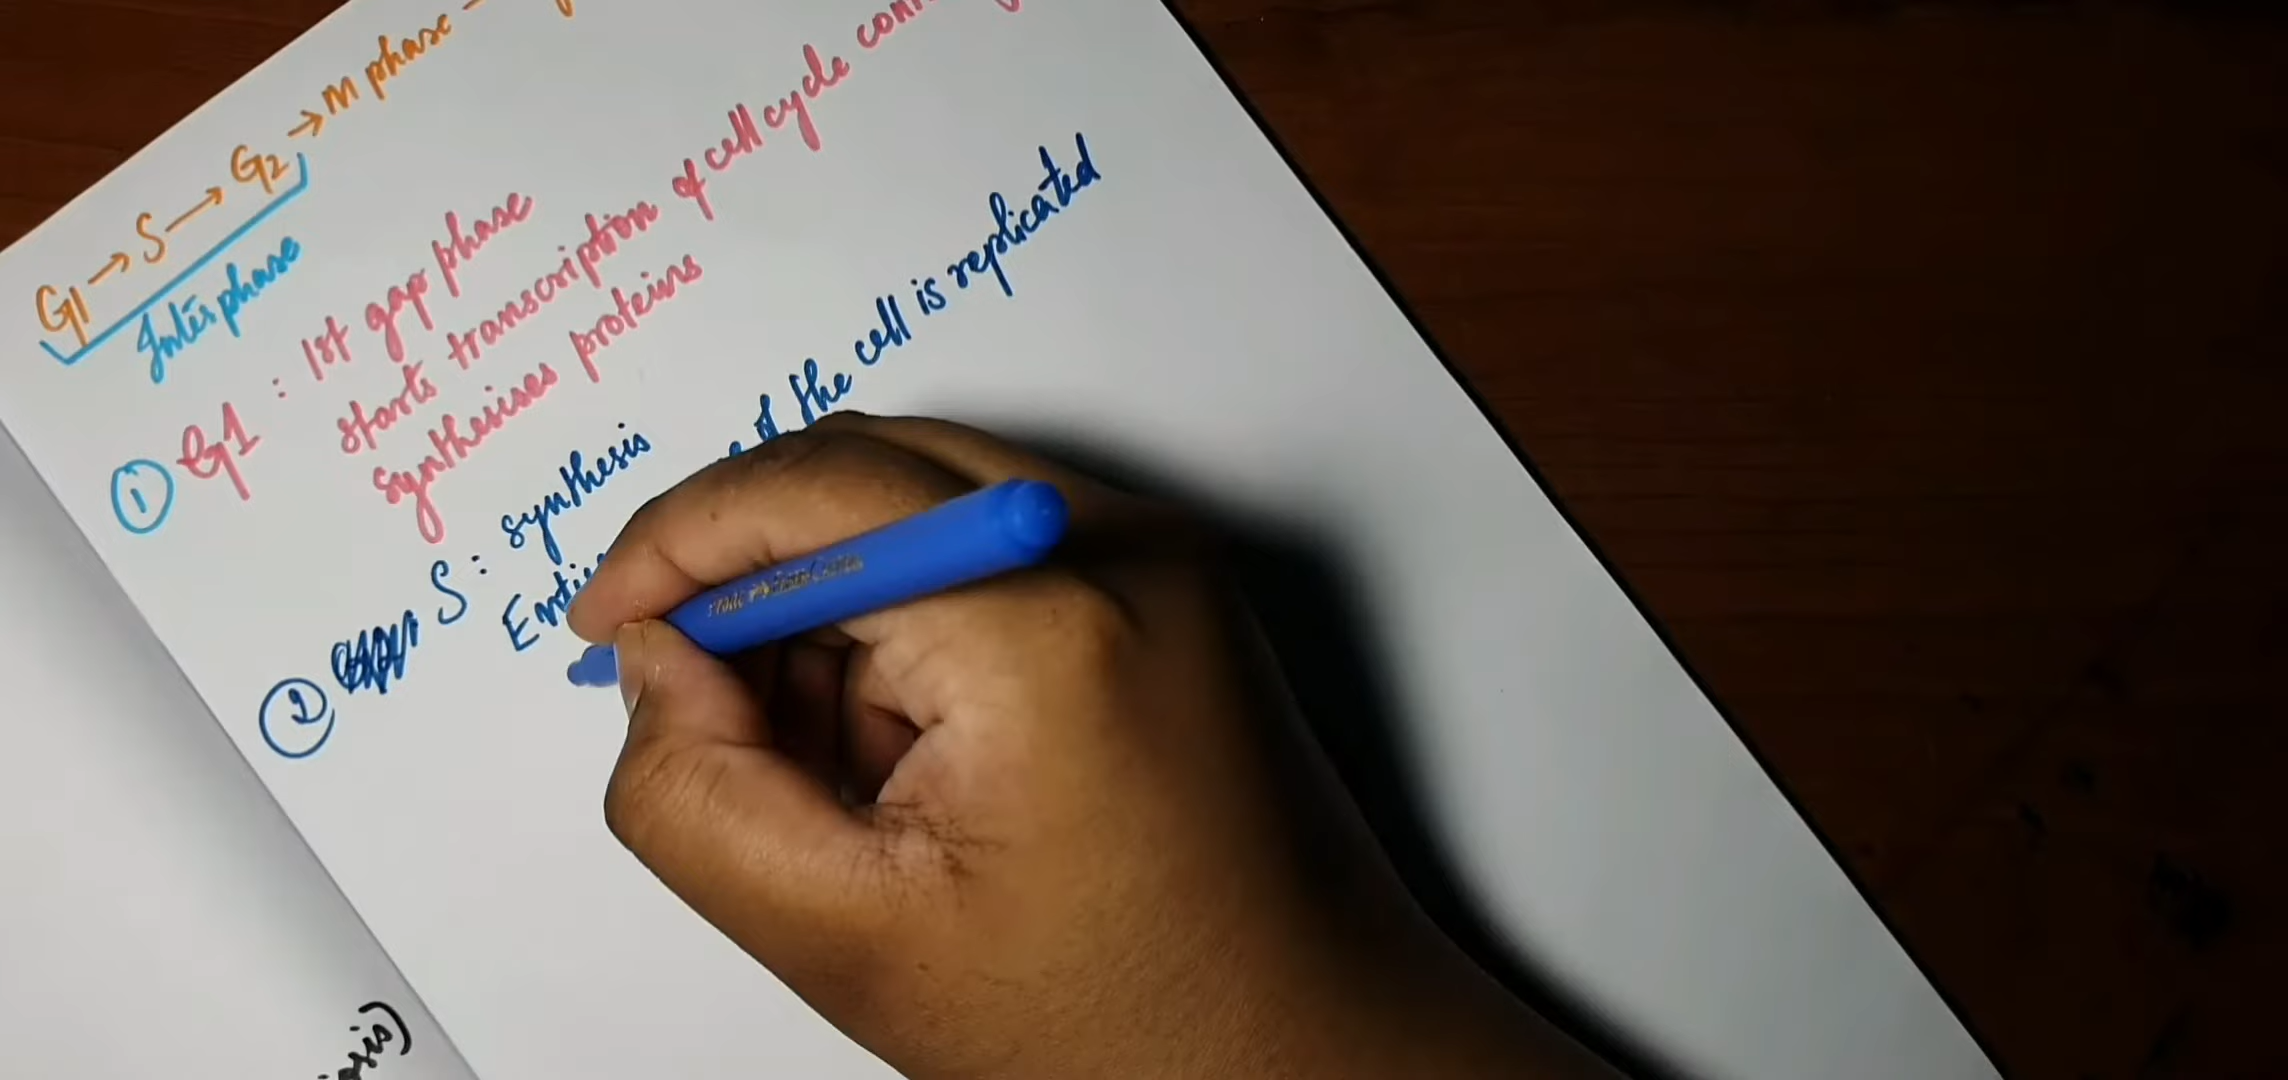 G1 → S → G2 → M phase -
Interphase
① G1 : 1st gap phase
starts transcription of cell cycle
synthesises proteins
② S : synthesis
of the cell is replicated